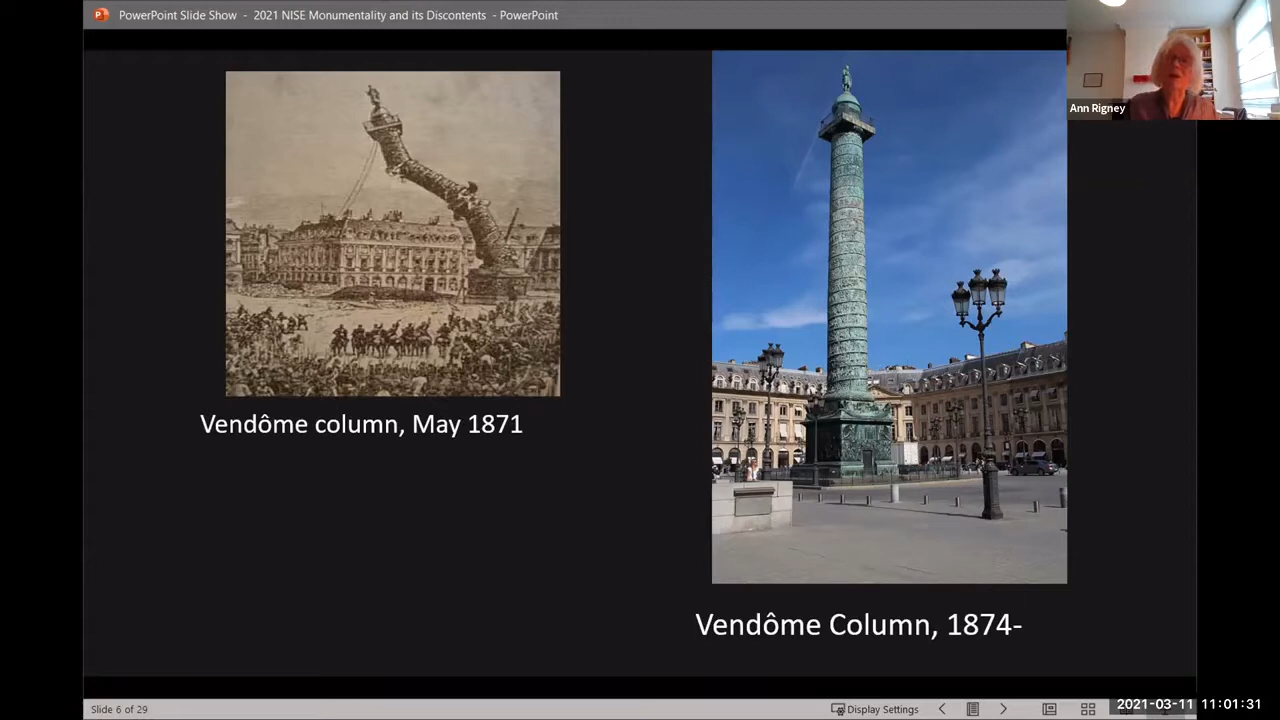 PowerPoint Slide Show - 2021 NISE Monumentality and its Discontents - PowerPoint
Ann Rigney
Vendôme column, May 1871
Vendôme Column, 1874-
Slide 6 of 29
Display Settings
2021-03-11 11:01:31